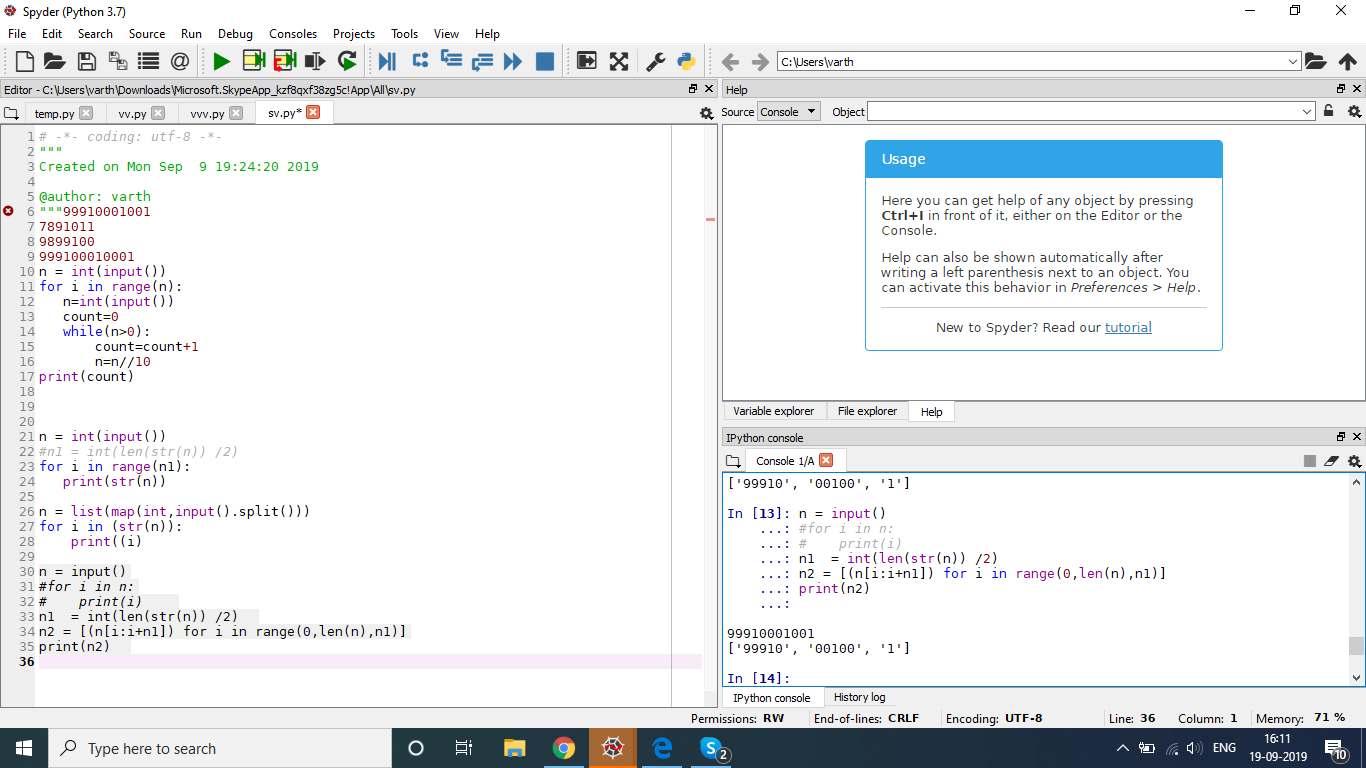 Spyder (Python 3.7)
File Edit Search Source Run Debug Consoles Projects Tools View Help
C:\Users\varth
Editor - C:\Users\varth\Downloads\Microsoft.SkypeApp_kzf8qxf38zg5c!App\All\sv.py
temp.py vv.py vvv.py sv.py*
1 # -*- coding: utf-8 -*-
2 """
3 Created on Mon Sep  9 19:24:20 2019
4
5 @author: varth
6 """99910001001
7 7891011
8 9899100
9 999100010001
10 n = int(input())
11 for i in range(n):
12    n=int(input())
13    count=0
14    while(n>0):
15        count=count+1
16        n=n//10
17 print(count)
18
19
20
21 n = int(input())
22 #n1 = int(len(str(n)) /2)
23 for i in range(n1):
24    print(str(n))
25
26 n = list(map(int,input().split()))
27 for i in (str(n)):
28     print((i)
29
30 n = input()
31 #for i in n:
32 #    print(i)
33 n1  = int(len(str(n)) /2)
34 n2 = [(n[i:i+n1]) for i in range(0,len(n),n1)]
35 print(n2)
36
Help
Source Console Object
Usage
Here you can get help of any object by pressing
Ctrl+I in front of it, either on the Editor or the
Console.
Help can also be shown automatically after
writing a left parenthesis next to an object. You
can activate this behavior in Preferences > Help.
New to Spyder? Read our tutorial
Variable explorer File explorer Help
IPython console
Console 1/A
['99910', '00100', '1']
In [13]: n = input()
    ...: #for i in n:
    ...: #    print(i)
    ...: n1  = int(len(str(n)) /2)
    ...: n2 = [(n[i:i+n1]) for i in range(0,len(n),n1)]
    ...: print(n2)
    ...:
99910001001
['99910', '00100', '1']
In [14]:
IPython console History log
Permissions: RW End-of-lines: CRLF Encoding: UTF-8 Line: 36 Column: 1 Memory: 71 %
Type here to search
2
ENG
16:11
19-09-2019
10